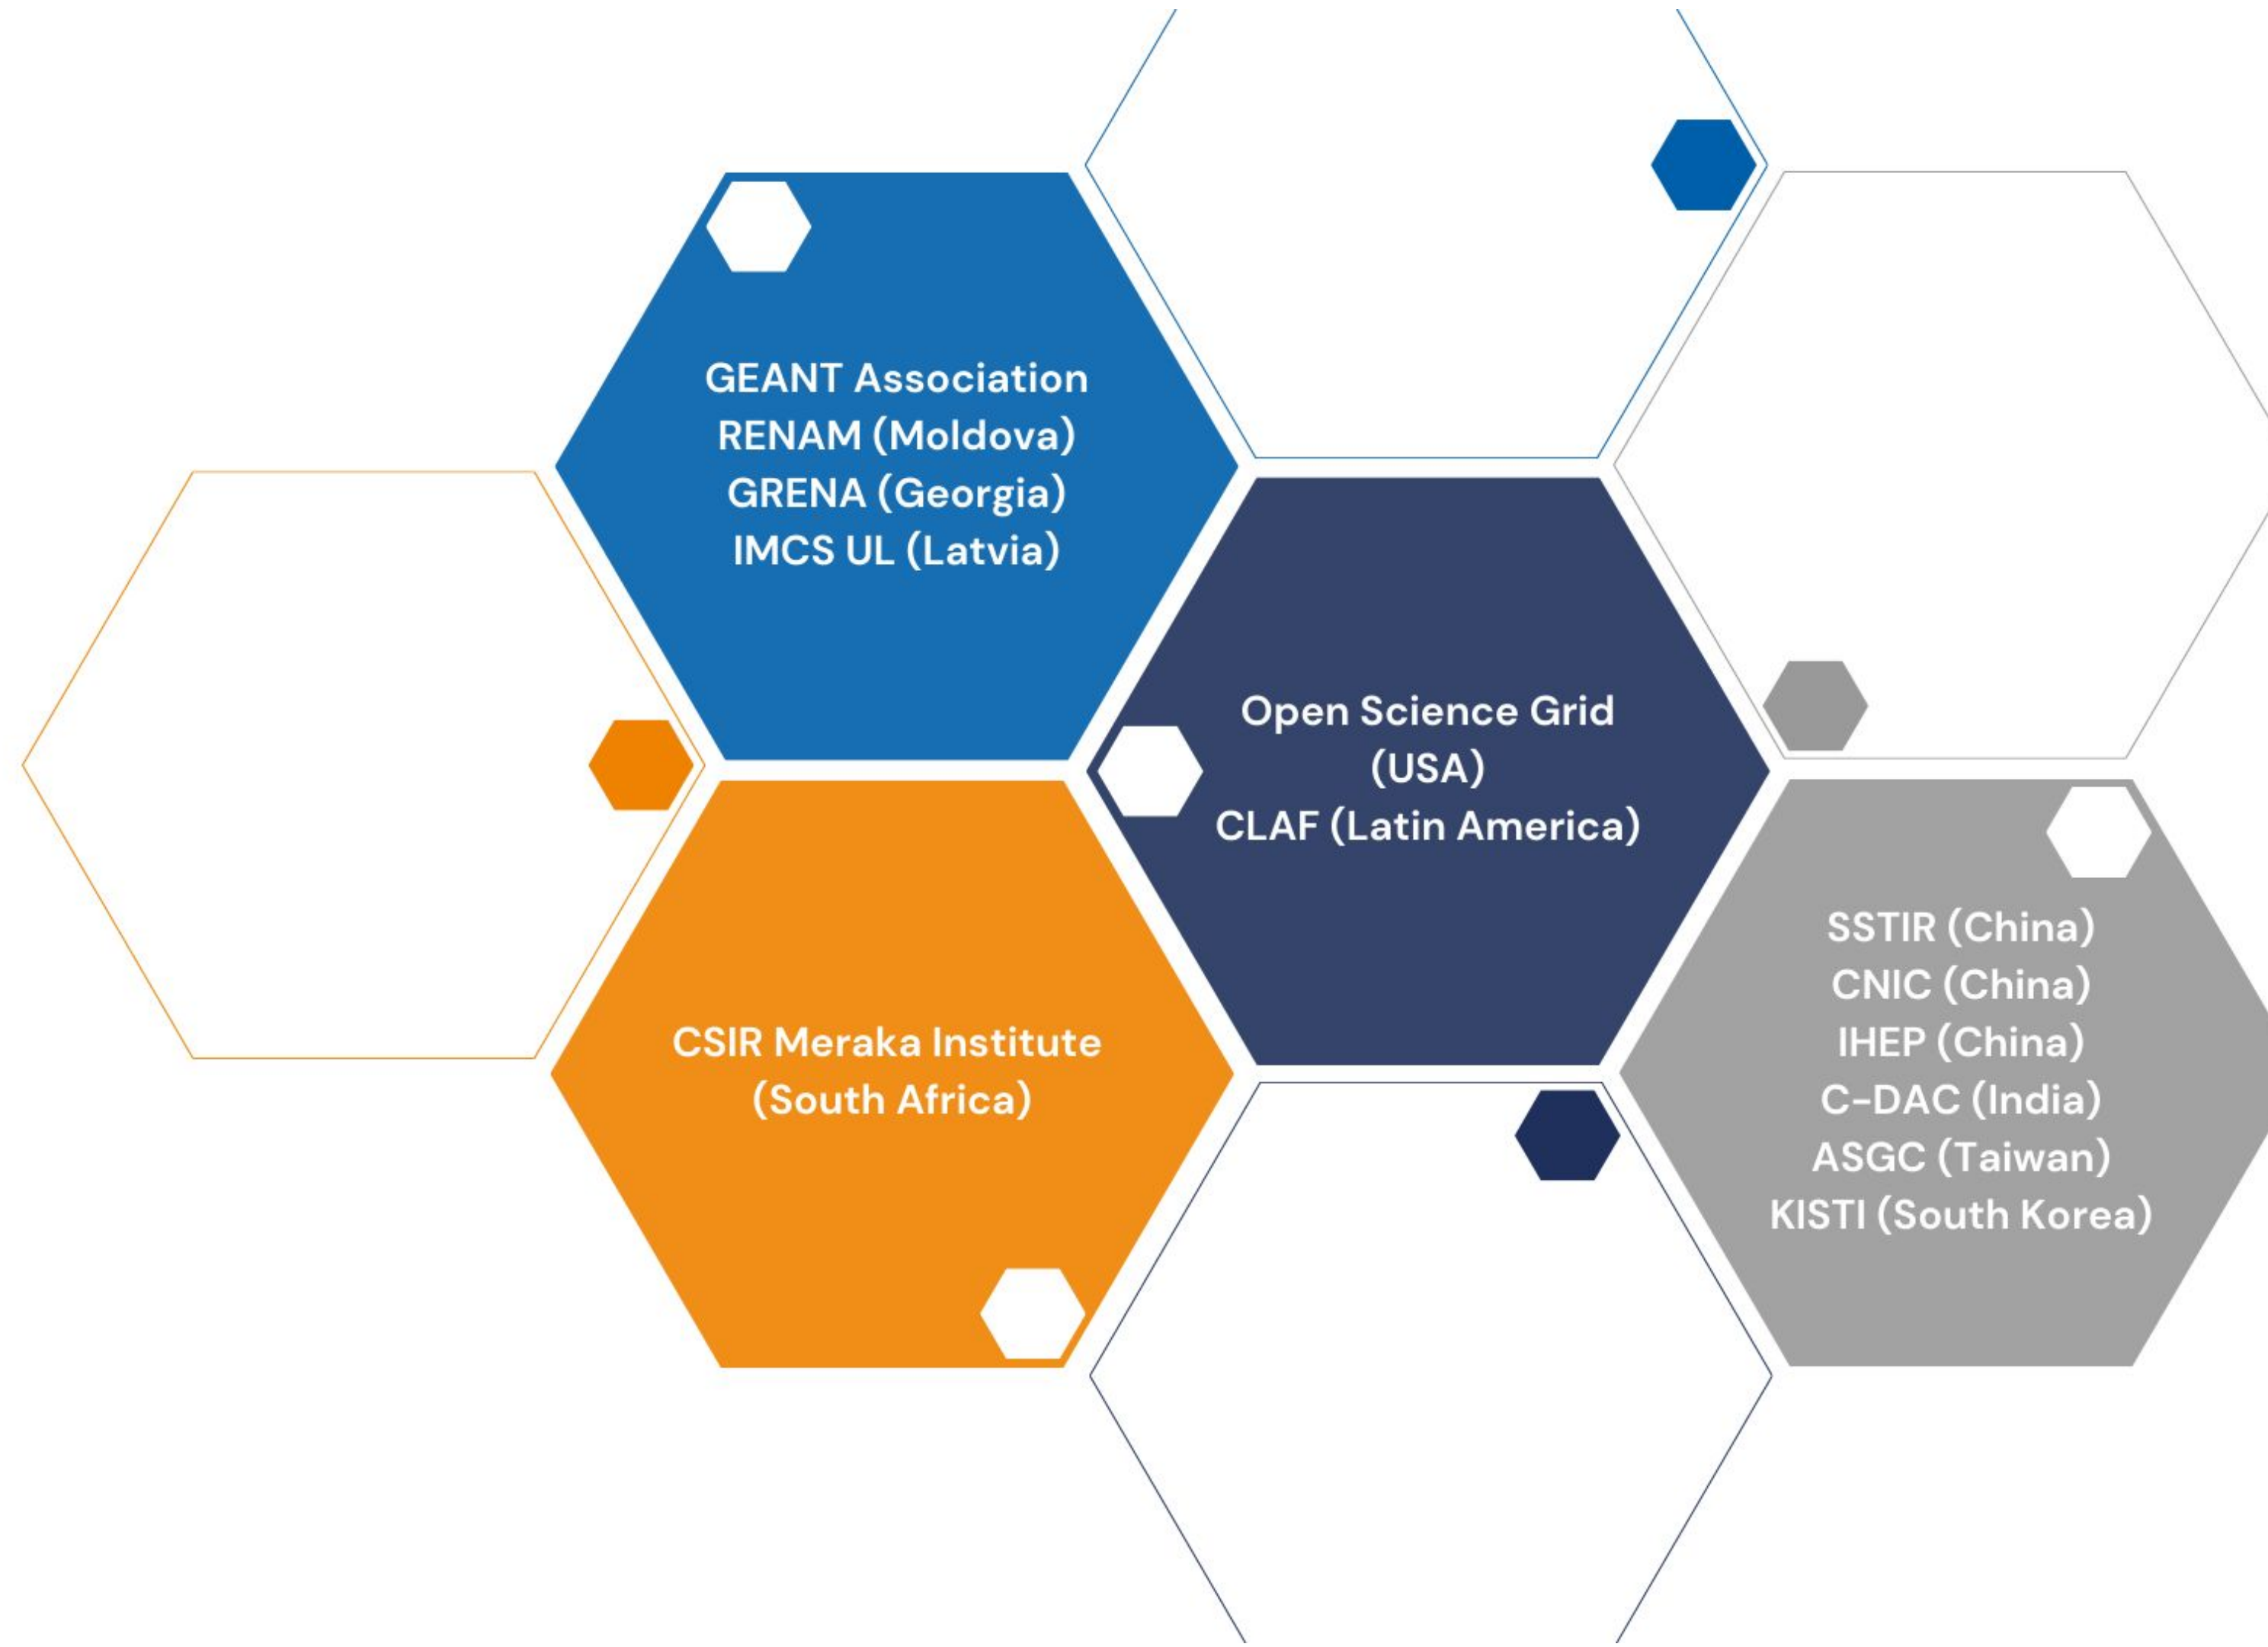 GEANT Association
RENAM (Moldova)
GRENA (Georgia)
IMCS UL (Latvia)
Open Science Grid
(USA)
CLAF (Latin America)
CSIR Meraka Institute
(South Africa)
SSTIR (China)
CNIC (China)
IHEP (China)
C-DAC (India)
ASGC (Taiwan)
KISTI (South Korea)